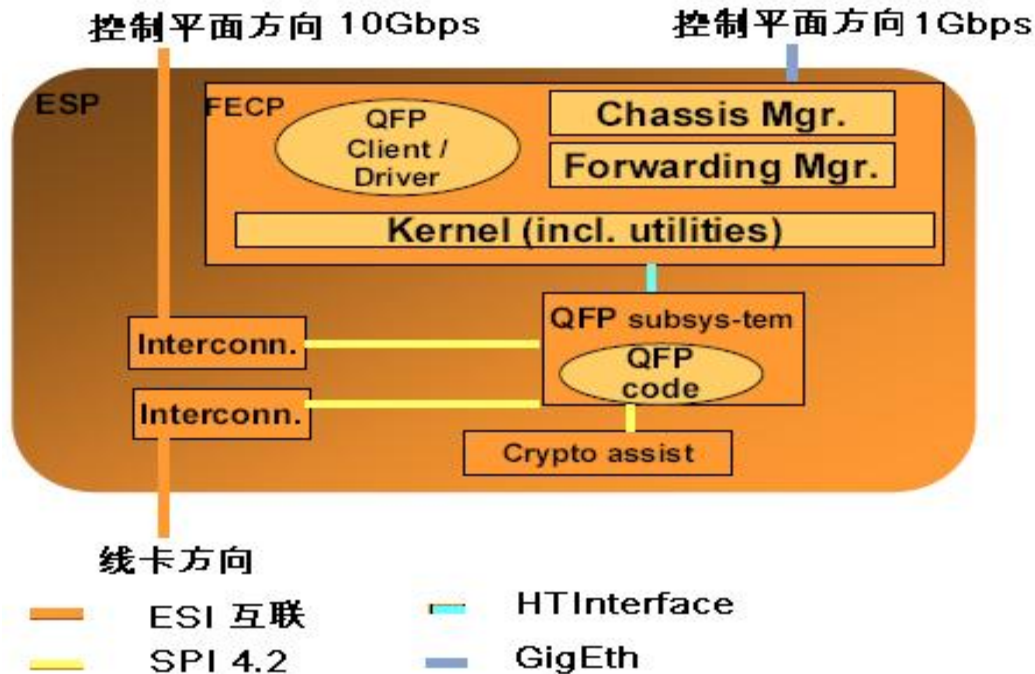 控制平面方向 10Gbps
控制平面方向 1Gbps
ESP
FECP
QFP
Client /
Driver
Chassis Mgr.
Forwarding Mgr.
Kernel (incl. utilities)
Interconn.
QFP subsys-tem
QFP
code
Interconn.
Crypto assist
线卡方向
ESI 互联
HTInterface
SPI 4.2
GigEth